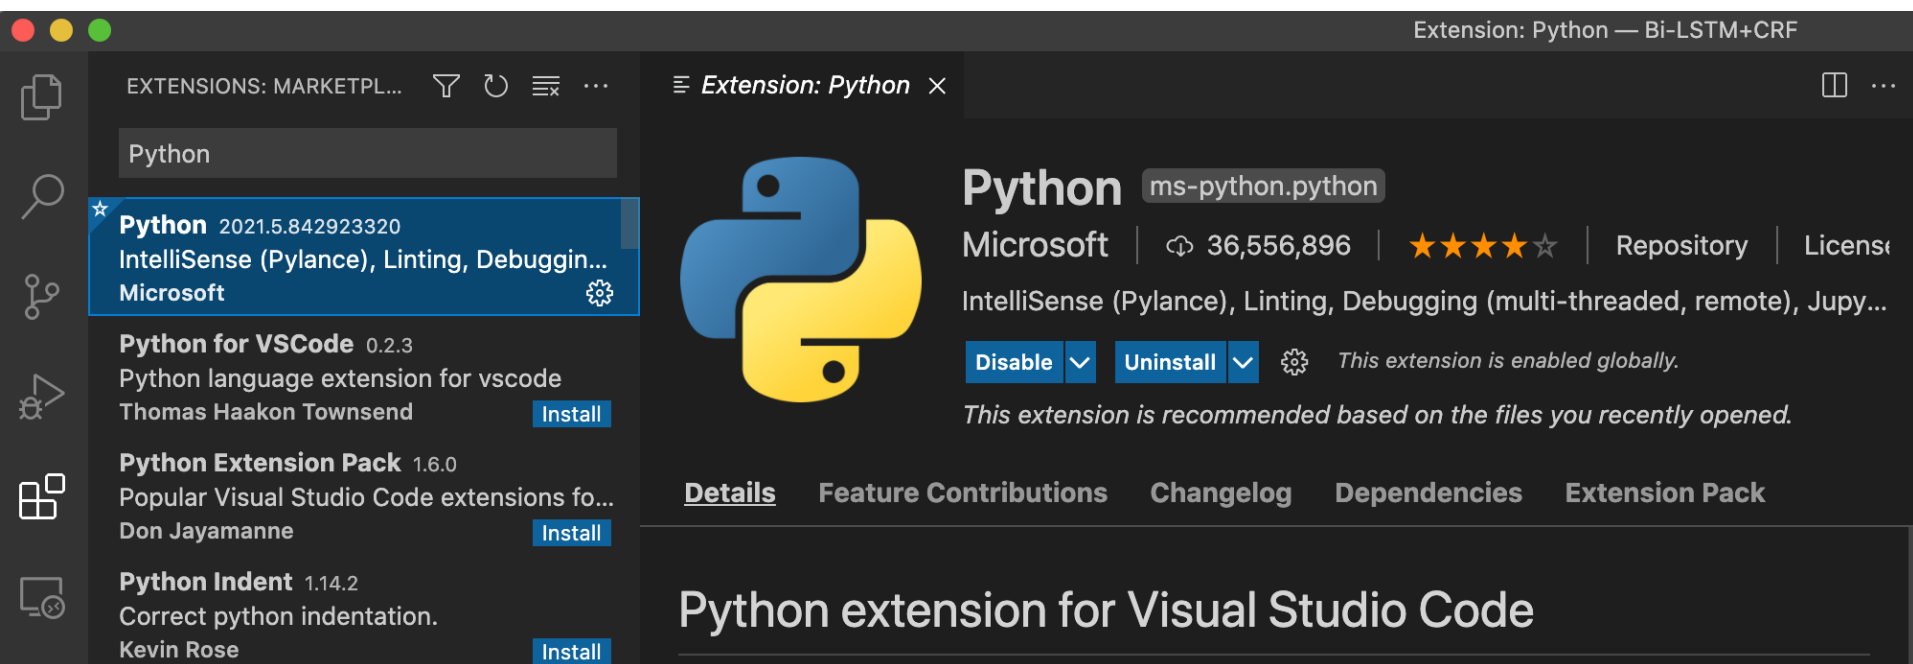 Extension: Python — Bi-LSTM+CRF
EXTENSIONS: MARKETPL...
Python
Python 2021.5.842923320
IntelliSense (Pylance), Linting, Debuggin...
Microsoft
Python for VSCode 0.2.3
Python language extension for vscode
Thomas Haakon Townsend Install
Python Extension Pack 1.6.0
Popular Visual Studio Code extensions fo...
Don Jayamanne Install
Python Indent 1.14.2
Correct python indentation.
Kevin Rose Install
Extension: Python
Python ms-python.python
Microsoft 36,556,896 Repository License
IntelliSense (Pylance), Linting, Debugging (multi-threaded, remote), Jupy...
Disable Uninstall This extension is enabled globally.
This extension is recommended based on the files you recently opened.
Details Feature Contributions Changelog Dependencies Extension Pack
Python extension for Visual Studio Code